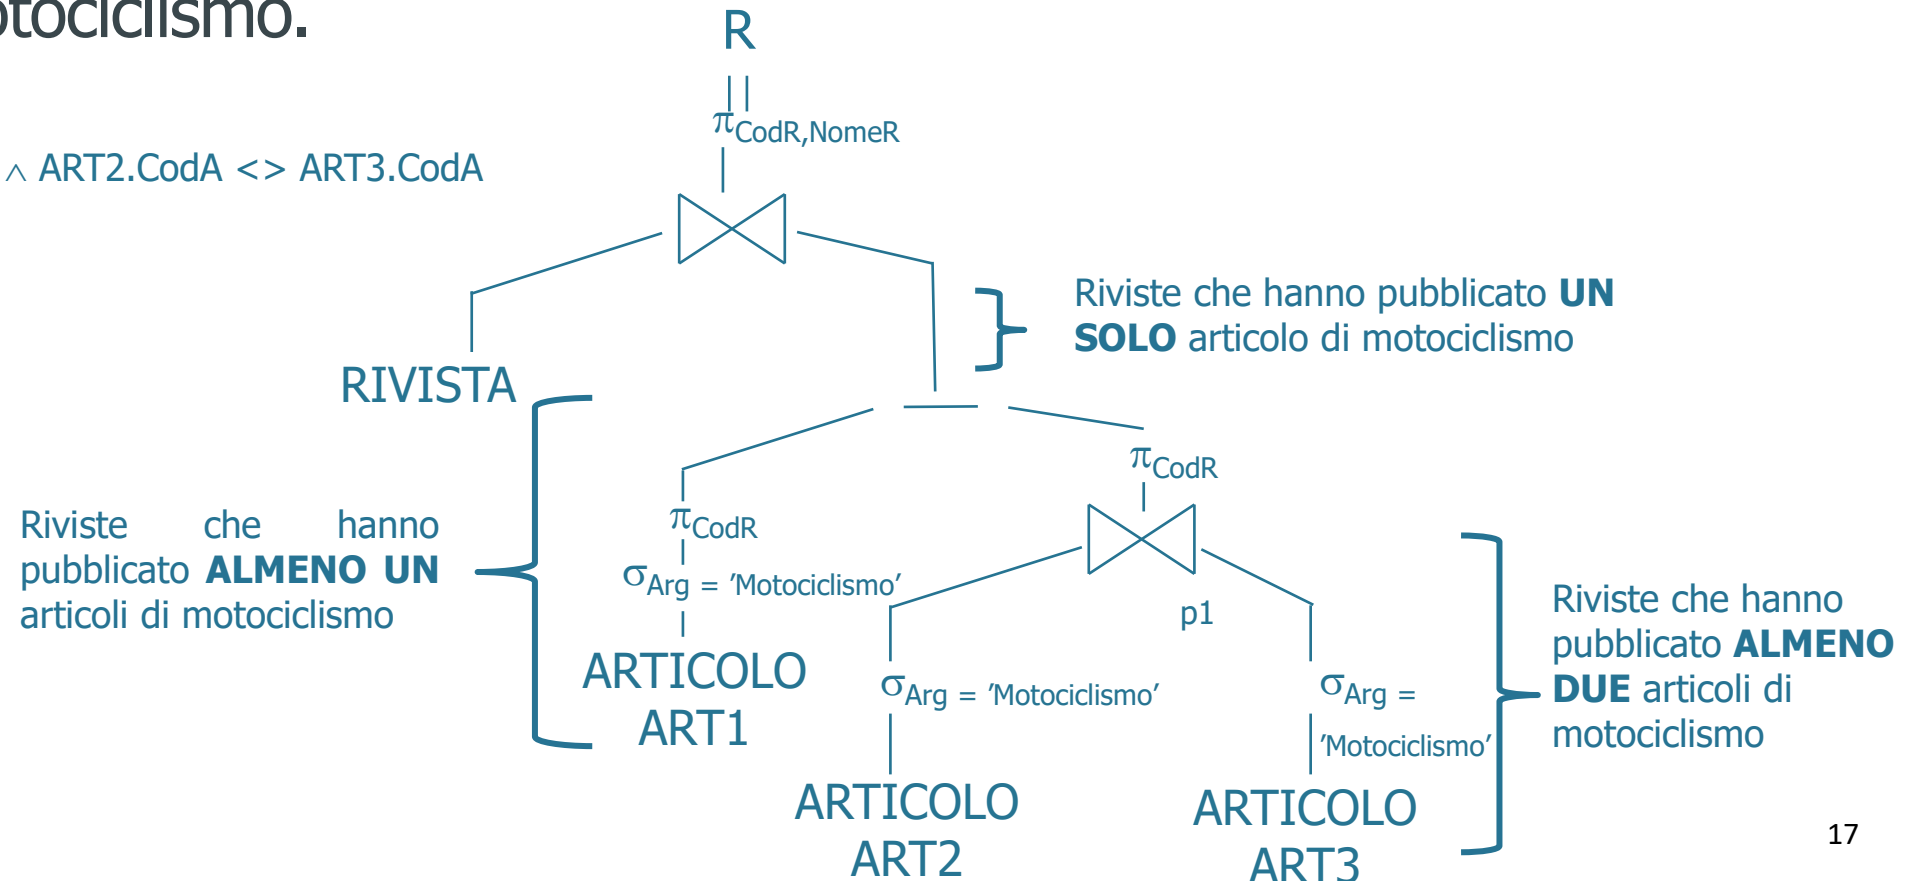 otociclismo.
R
||
πCodR,NomeR
∧ ART2.CodA <> ART3.CodA
Riviste che hanno pubblicato UN
SOLO articolo di motociclismo
RIVISTA
πCodR
πCodR
Riviste che hanno
pubblicato ALMENO UN
articoli di motociclismo
σArg = ’Motociclismo’
p1
Riviste che hanno
pubblicato ALMENO
DUE articoli di
motociclismo
ARTICOLO
ART1
σArg = ’Motociclismo’
σArg =
’Motociclismo’
ARTICOLO
ART2
ARTICOLO
ART3
17